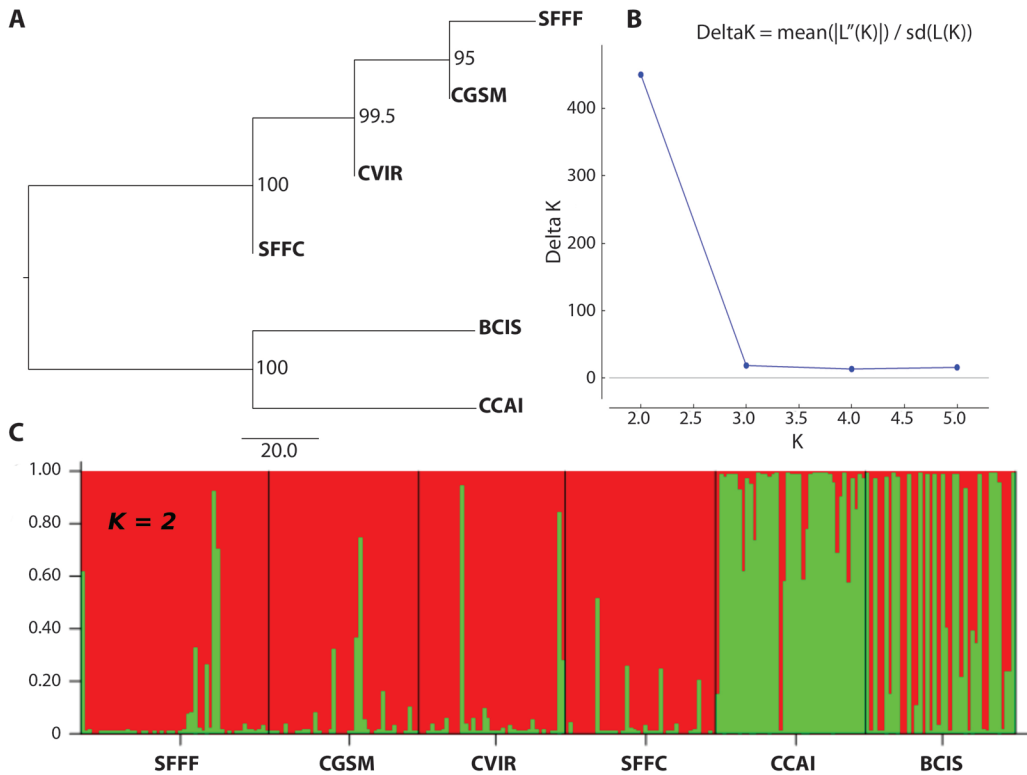 A
SFFF
95
CGSM
99.5
CVIR
100
SFFC
BCIS
100
CCAI
20.0
B
DeltaK = mean(|L”(K)|) / sd(L(K))
Delta K
400
300
200
100
0
2.0 2.5 3.0 3.5 4.0 4.5 5.0
K
C
1.00
0.80
0.60
0.40
0.20
0
K = 2
SFFF CGSM CVIR SFFC CCAI BCIS